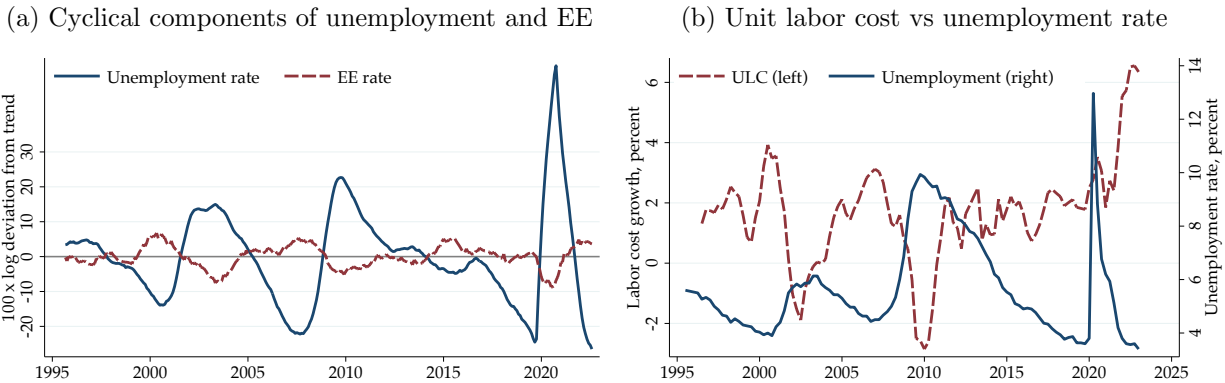 (a) Cyclical components of unemployment and EE
100 x log deviation from trend
30
20
10
0
-10
-20
Unemployment rate
EE rate
1995 2000 2005 2010 2015 2020
(b) Unit labor cost vs unemployment rate
Labor cost growth, percent
6
4
2
0
-2
ULC (left)
Unemployment (right)
14
12
10
8
6
4
Unemployment rate, percent
1995 2000 2005 2010 2015 2020 2025